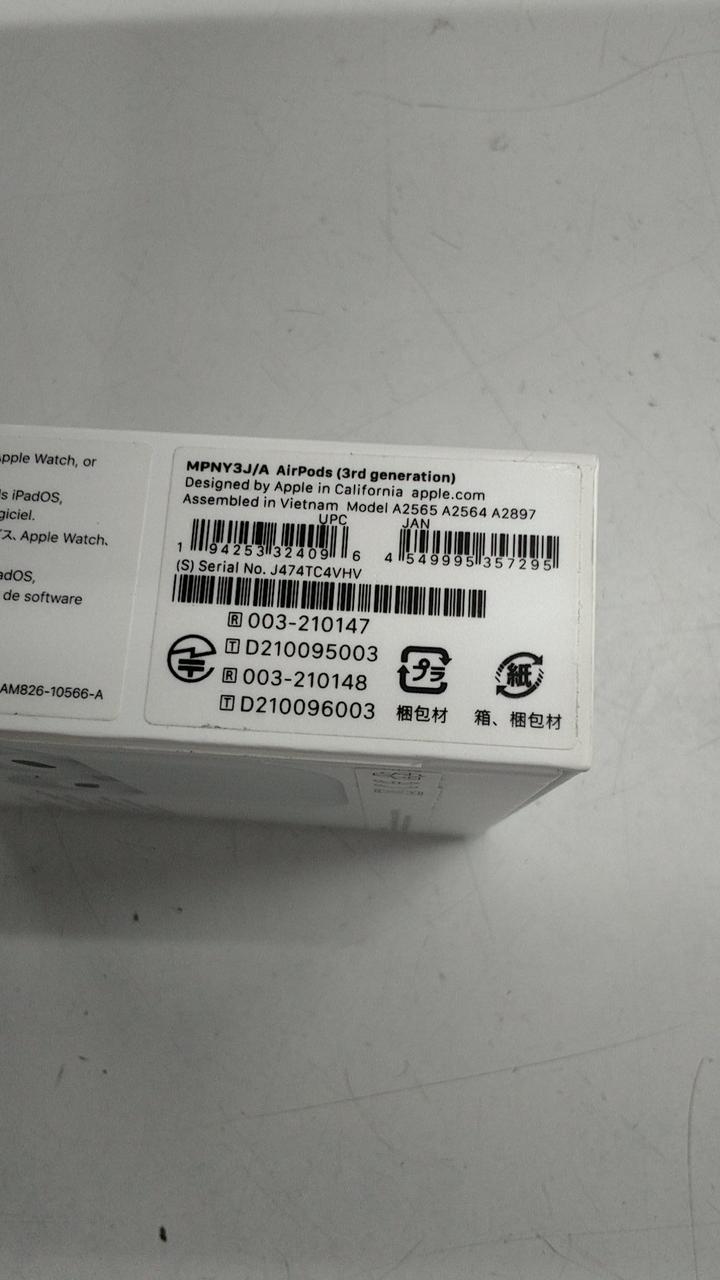 pple Watch, or
s iPadOS,
giciel.
ス、Apple Watch、
adOS,
de software
AM826-10566-A
MPNY3J/A AirPods (3rd generation)
Designed by Apple in California apple.com
Assembled in Vietnam Model A2565 A2564 A2897
UPC JAN
1 94253 32409 6 4 549995 357295
(S) Serial No. J474TC4VHV
R 003-210147
T D210095003
R 003-210148
T D210096003
プラ
梱包材
紙
箱、梱包材